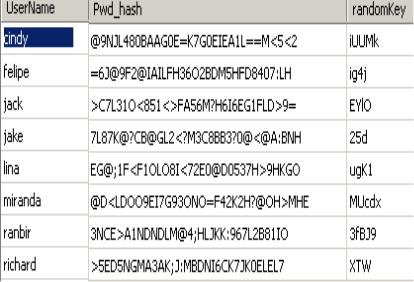 UserName Pwd_hash randomKey
cindy @9NJL480BAAG0E=K7G0EIEA1L==M<5<2 iUUMk
felipe =6J@9F2@IAILFH36O2BDM5HFD8407:LH ig4j
jack >C7L31O<851<>FA56M?H6I6EG1FLD>9= EYlO
jake 7L87K@?CB@GL2<?M3C8BB3?0@<@A:BNH 25d
lina EG@;1F<F1OLO8I<72E0@D0537H>9HKGO ugK1
miranda @D<LDOO9EI7G93ONO=F42K2H?@OH>MHE MUcdx
ranbir 3NCE>A1NDNDLM@4;HLJKK:967L2B81IO 3fBJ9
richard >5ED5NGMA3AK;J:MBDNI6CK7JK0ELEL7 XTW